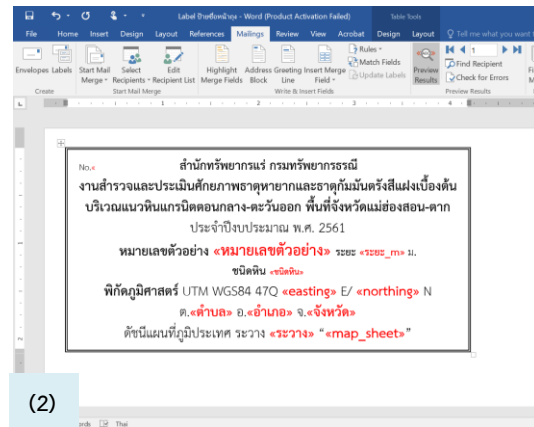 Label ป้ายชื่อหน้าถุง - Word (Product Activation Failed)
Table Tools
File Home Insert Design Layout References Mailings Review View Acrobat Design Layout Tell me what you want
Envelopes Labels Start Mail Merge Select Recipients Edit Recipient List Highlight Merge Fields Address Block Greeting Line Insert Merge Field Rules Match Fields Update Labels Preview Results 1 Find Recipient Check for Errors
Create Start Mail Merge Write & Insert Fields Preview Results
No.«
สำนักทรัพยากรแร่ กรมทรัพยากรธรณี
งานสำรวจและประเมินศักยภาพธาตุหายากและธาตุกัมมันตรังสีแฝงเบื้องต้น
บริเวณแนวหินแกรนิตตอนกลาง-ตะวันออก พื้นที่จังหวัดแม่ฮ่องสอน-ตาก
ประจำปีงบประมาณ พ.ศ. 2561
หมายเลขตัวอย่าง «หมายเลขตัวอย่าง» ระยะ «ระยะ_m» ม.
ชนิดหิน «ชนิดหิน»
พิกัดภูมิศาสตร์ UTM WGS84 47Q «easting» E/ «northing» N
ต.«ตำบล» อ.«อำเภอ» จ.«จังหวัด»
ดัชนีแผนที่ภูมิประเทศ ระวาง «ระวาง» “«map_sheet»”
(2)
Thai